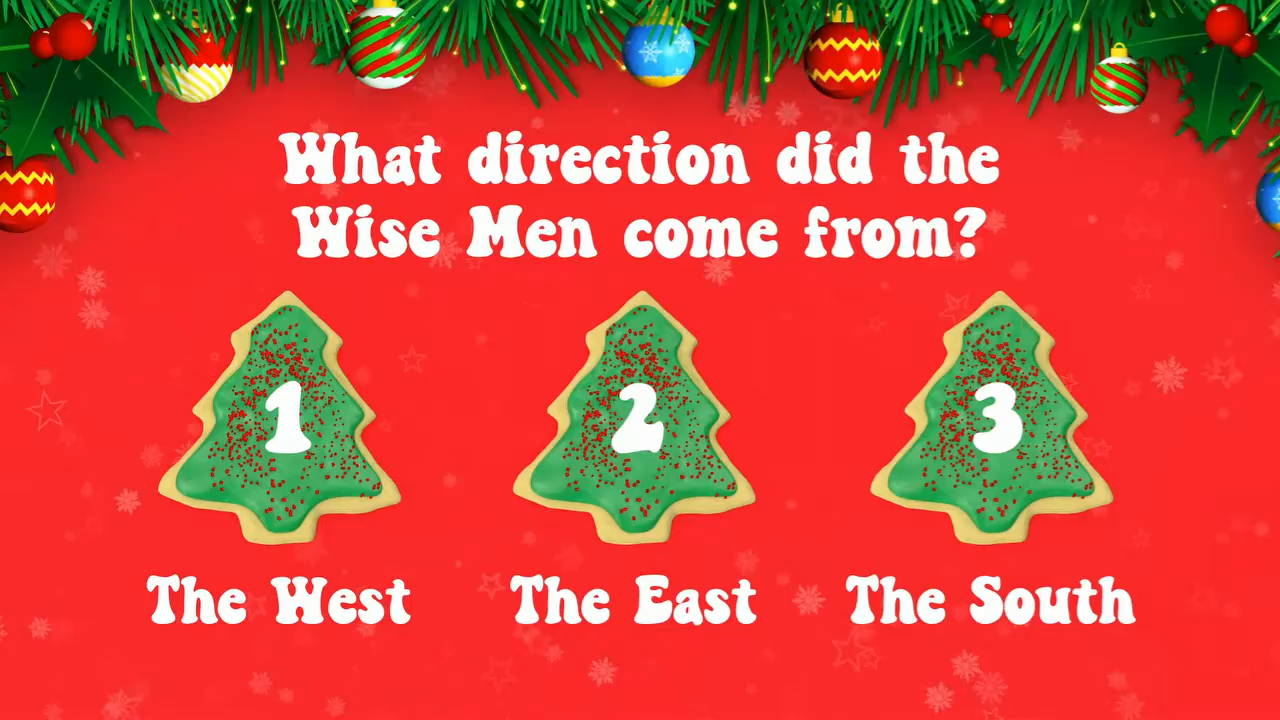 What direction did the
Wise Men come from?
1
2
3
The West
The East
The South